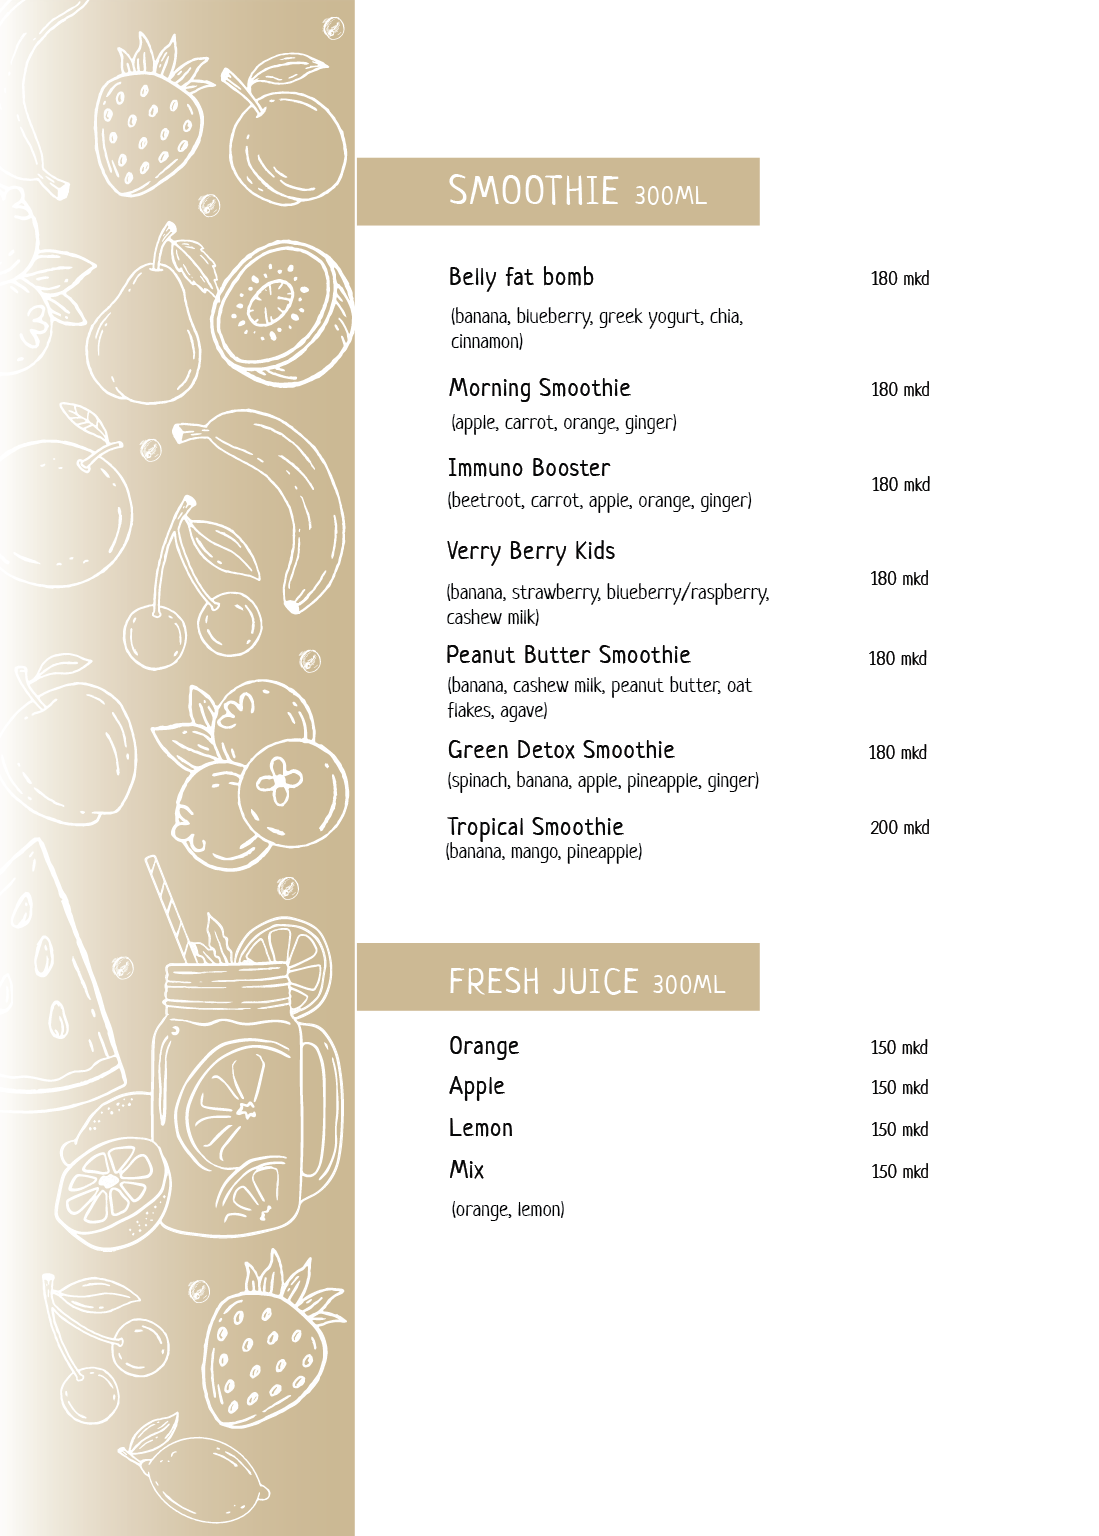 SMOOTHIE 300ML
Belly fat bomb 180 mkd
(banana, blueberry, greek yogurt, chia,
cinnamon)
Morning Smoothie 180 mkd
(apple, carrot, orange, ginger)
Immuno Booster 180 mkd
(beetroot, carrot, apple, orange, ginger)
Verry Berry Kids 180 mkd
(banana, strawberry, blueberry/raspberry,
cashew milk)
Peanut Butter Smoothie 180 mkd
(banana, cashew milk, peanut butter, oat
flakes, agave)
Green Detox Smoothie 180 mkd
(spinach, banana, apple, pineapple, ginger)
Tropical Smoothie 200 mkd
(banana, mango, pineapple)
FRESH JUICE 300ML
Orange 150 mkd
Apple 150 mkd
Lemon 150 mkd
Mix 150 mkd
(orange, lemon)